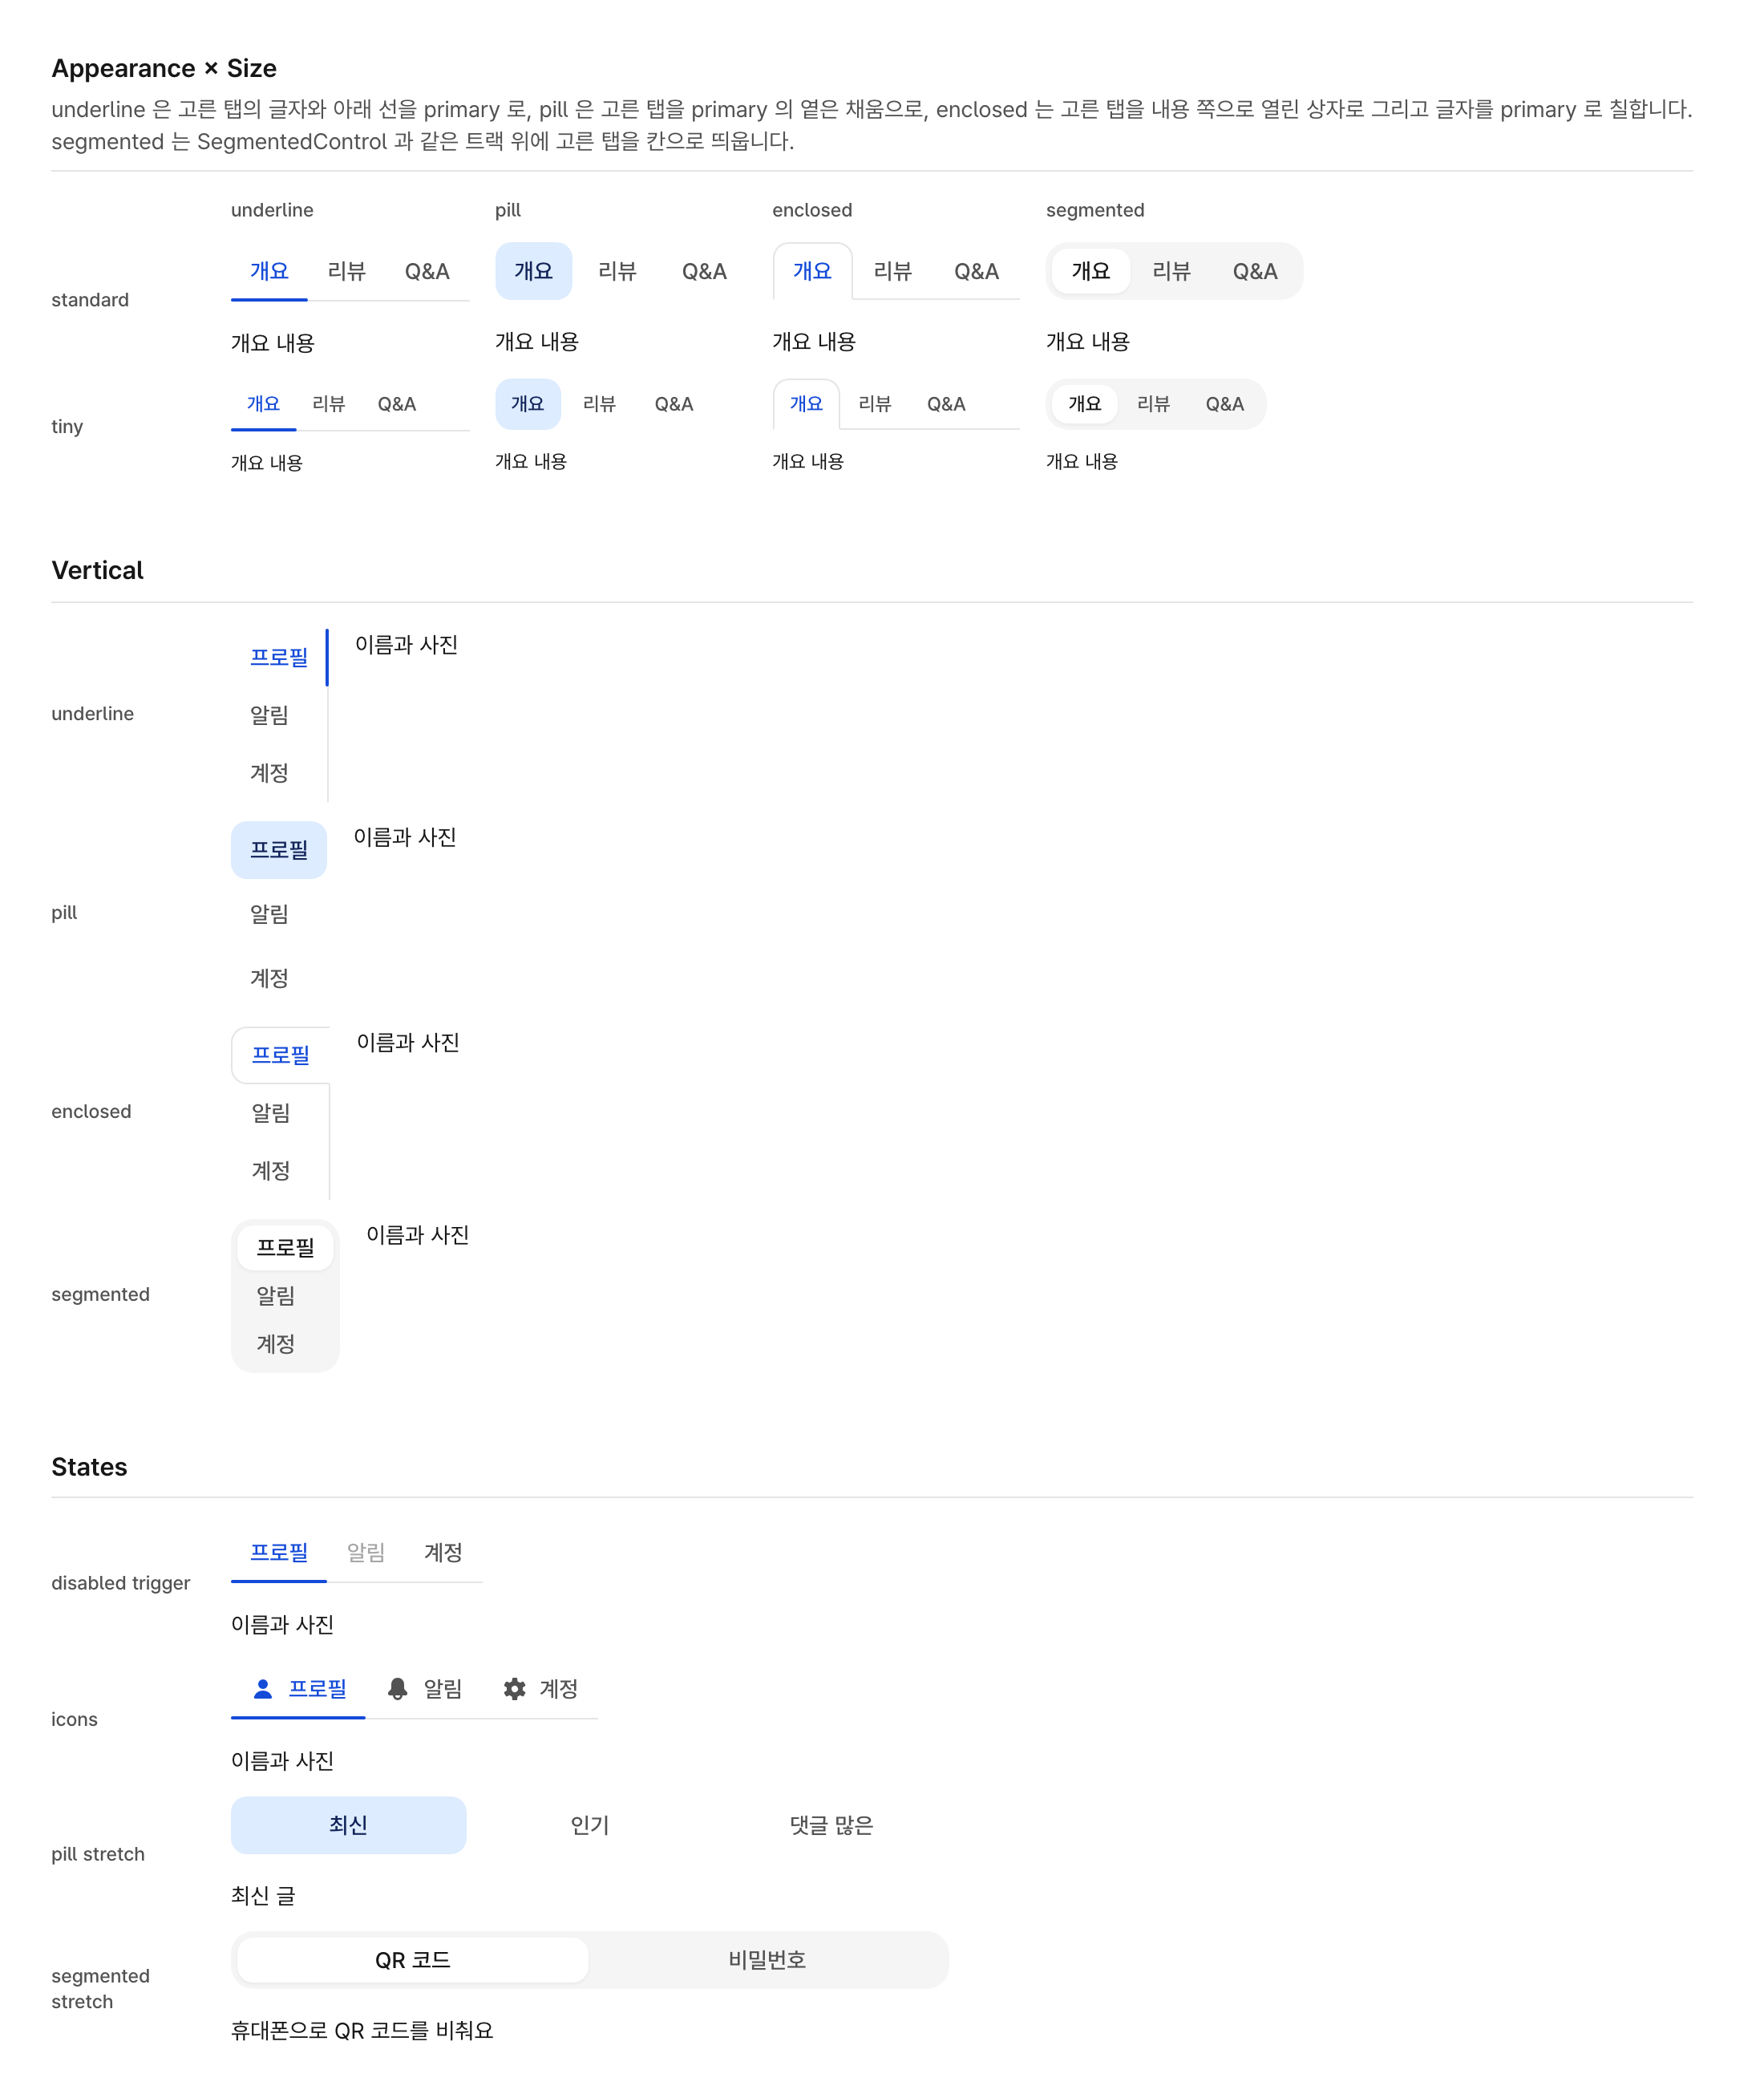 Appearance × Size
underline 은 고른 탭의 글자와 아래 선을 primary 로, pill 은 고른 탭을 primary 의 옅은 채움으로, enclosed 는 고른 탭을 내용 쪽으로 열린 상자로 그리고 글자를 primary 로 칠합니다.
segmented 는 SegmentedControl 과 같은 트랙 위에 고른 탭을 칸으로 띄웁니다.
underline pill enclosed segmented
standard
개요 리뷰 Q&A 개요 리뷰 Q&A 개요 리뷰 Q&A 개요 리뷰 Q&A
개요 내용 개요 내용 개요 내용 개요 내용
tiny
개요 리뷰 Q&A 개요 리뷰 Q&A 개요 리뷰 Q&A 개요 리뷰 Q&A
개요 내용 개요 내용 개요 내용 개요 내용
Vertical
underline
프로필 이름과 사진
알림
계정
pill
프로필 이름과 사진
알림
계정
enclosed
프로필 이름과 사진
알림
계정
segmented
프로필 이름과 사진
알림
계정
States
disabled trigger
프로필 알림 계정
이름과 사진
icons
프로필 알림 계정
이름과 사진
pill stretch
최신 인기 댓글 많은
최신 글
segmented
stretch
QR 코드 비밀번호
휴대폰으로 QR 코드를 비춰요